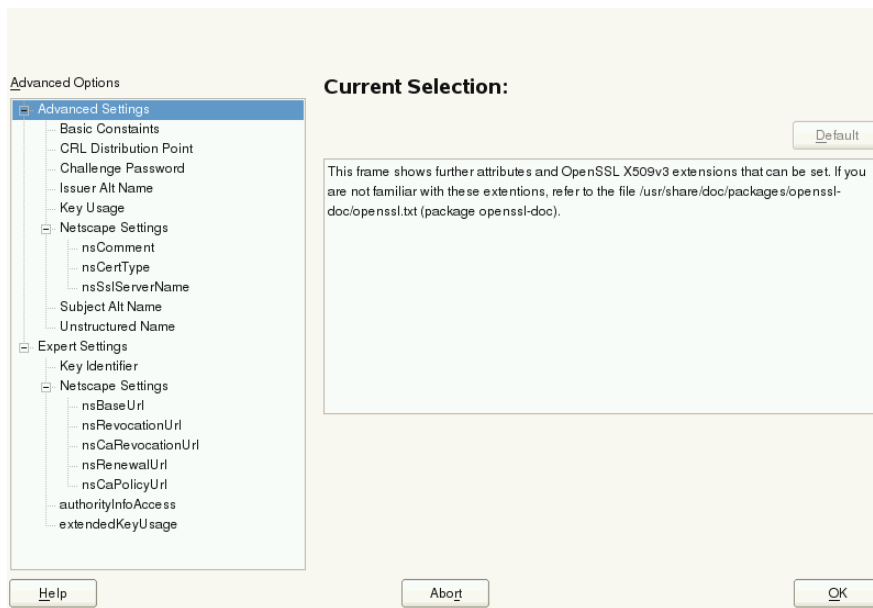 Advanced Options
Advanced Settings
Basic Constaints
CRL Distribution Point
Challenge Password
Issuer Alt Name
Key Usage
Netscape Settings
nsComment
nsCertType
nsSslServerName
Subject Alt Name
Unstructured Name
Expert Settings
Key Identifier
Netscape Settings
nsBaseUrl
nsRevocationUrl
nsCaRevocationUrl
nsRenewalUrl
nsCaPolicyUrl
authorityInfoAccess
extendedKeyUsage
Current Selection:
Default
This frame shows further attributes and OpenSSL X509v3 extensions that can be set. If you
are not familiar with these extentions, refer to the file /usr/share/doc/packages/openssl-
doc/openssl.txt (package openssl-doc).
Help
Abort
OK